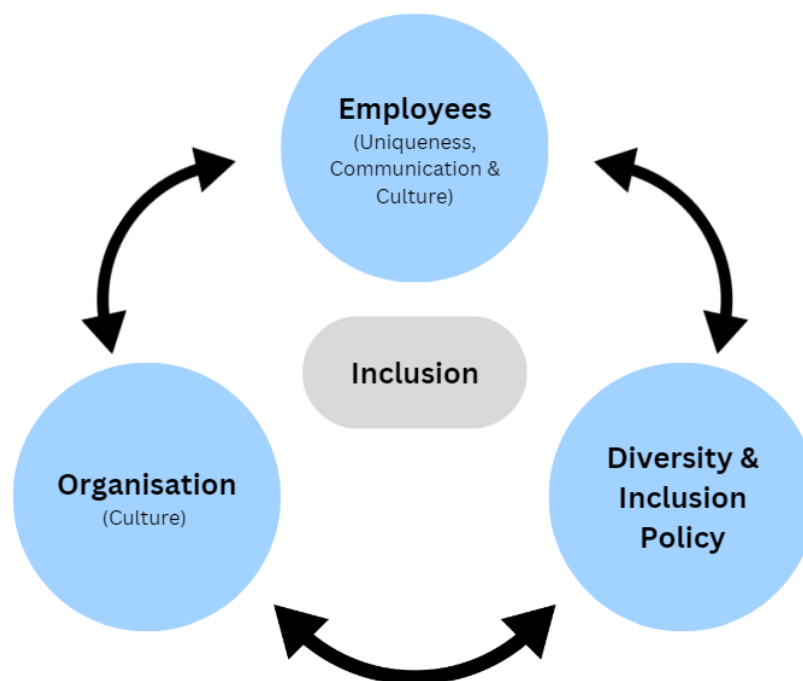 Employees
(Uniqueness,
Communication &
Culture)
Inclusion
Organisation
(Culture)
Diversity &
Inclusion
Policy